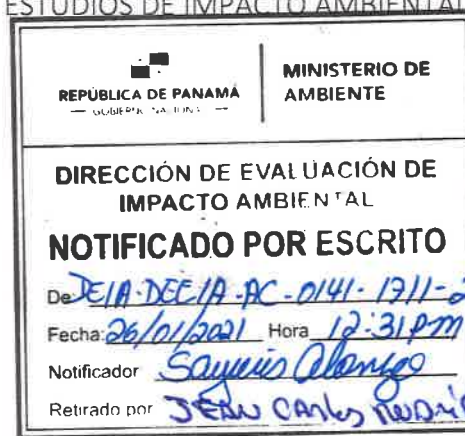 ESTUDIOS DE IMPACTO AMBIENTAL
REPÚBLICA DE PANAMÁ
— GOBIERNO NACIONAL —
MINISTERIO DE
AMBIENTE
DIRECCIÓN DE EVALUACIÓN DE
IMPACTO AMBIENTAL
NOTIFICADO POR ESCRITO
De DEIA-DEEIA-AC-0141-1711-2
Fecha: 26/01/2021 Hora 12:31 pm
Notificador
Retirado por JEAN CARlos